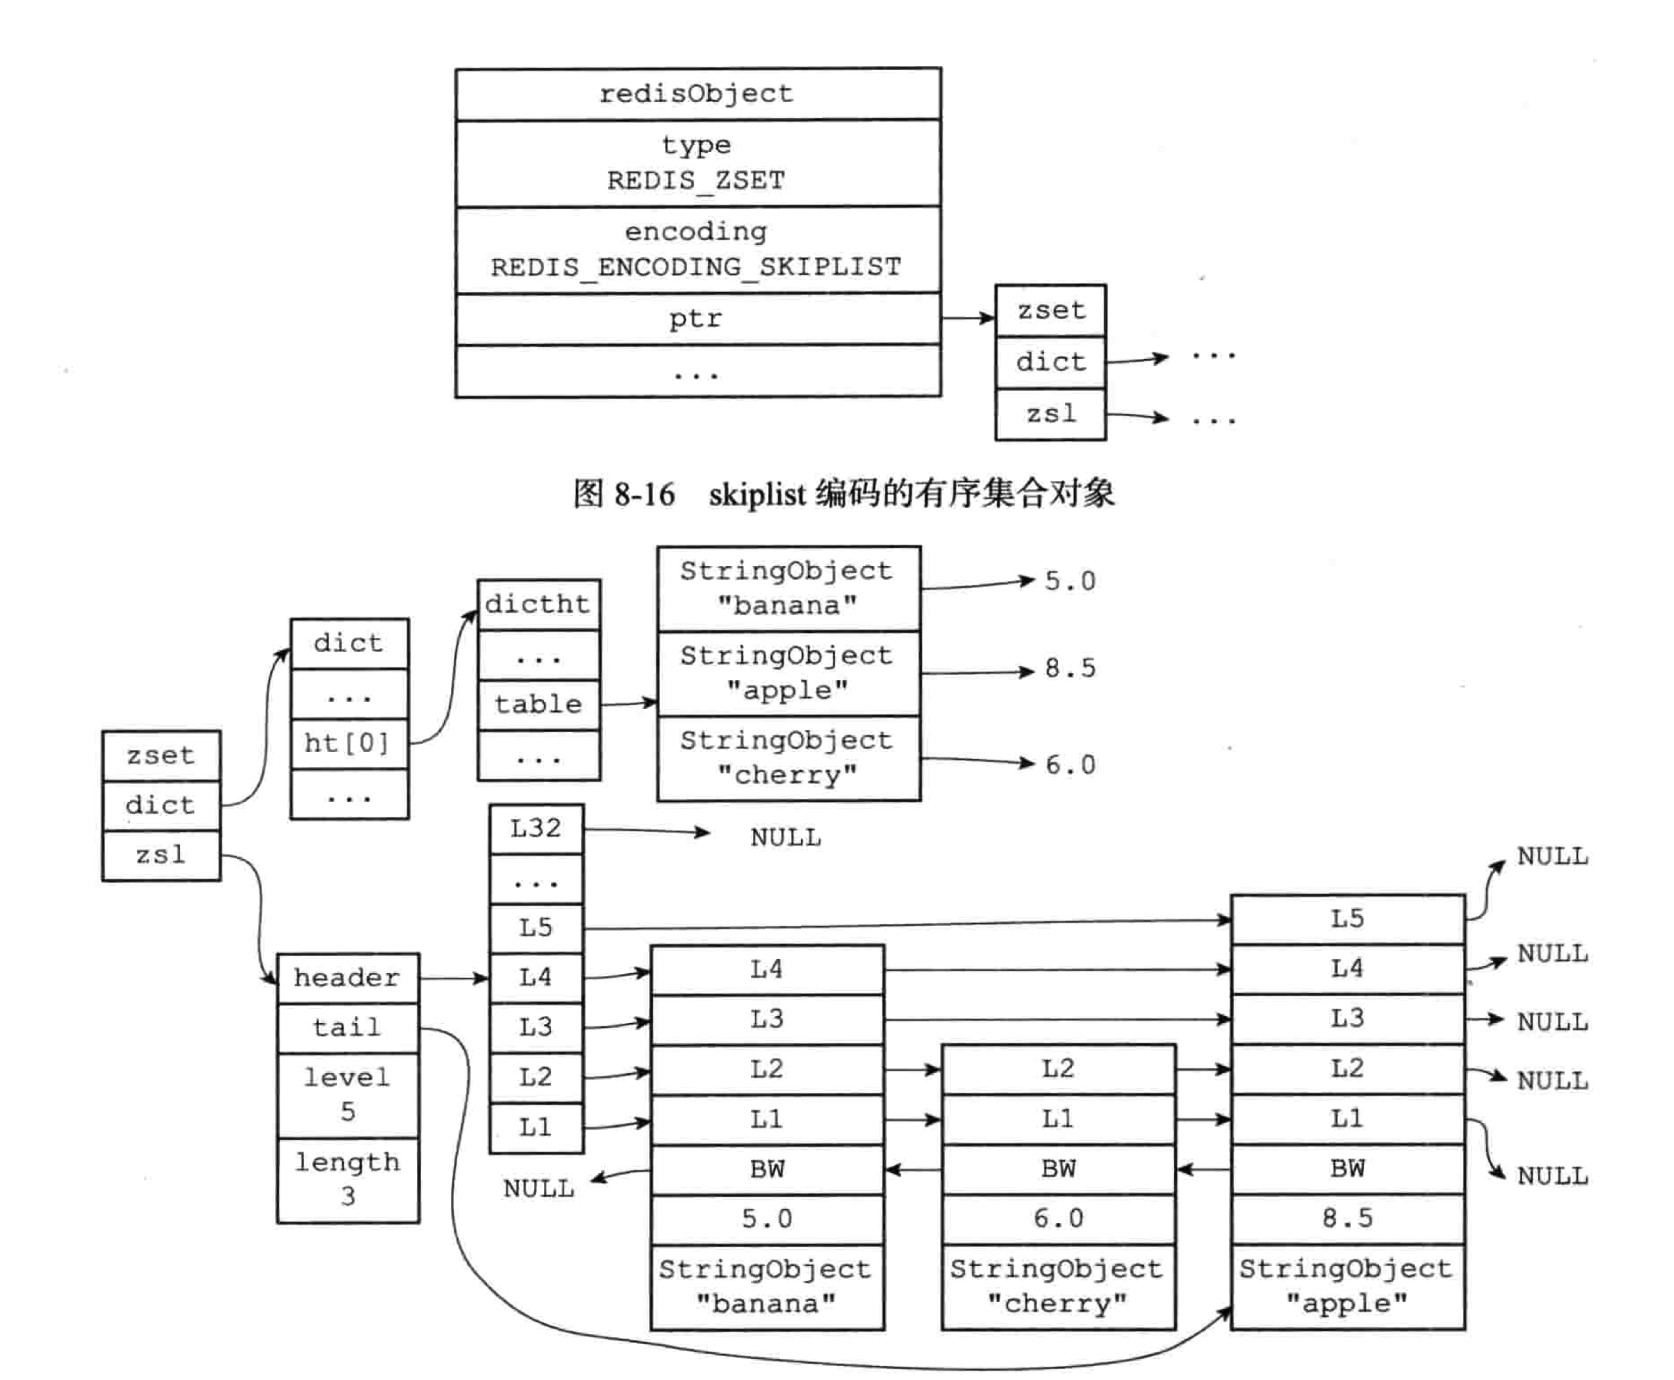 redisObject
type
REDIS_ZSET
encoding
REDIS_ENCODING_SKIPLIST
ptr
...
zset
dict
...
zsl
...
图 8-16 skiplist 编码的有序集合对象
zset
dict
zsl
dict
...
ht[0]
...
dictht
...
table
...
StringObject
"banana"
5.0
StringObject
"apple"
8.5
StringObject
"cherry"
6.0
header
tail
level
5
length
3
L32
NULL
...
L5
L4
L3
L2
L1
NULL
L4
L3
L2
L1
BW
5.0
StringObject
"banana"
L2
L1
BW
6.0
StringObject
"cherry"
L5
L4
L3
L2
L1
BW
8.5
StringObject
"apple"
NULL
NULL
NULL
NULL
NULL